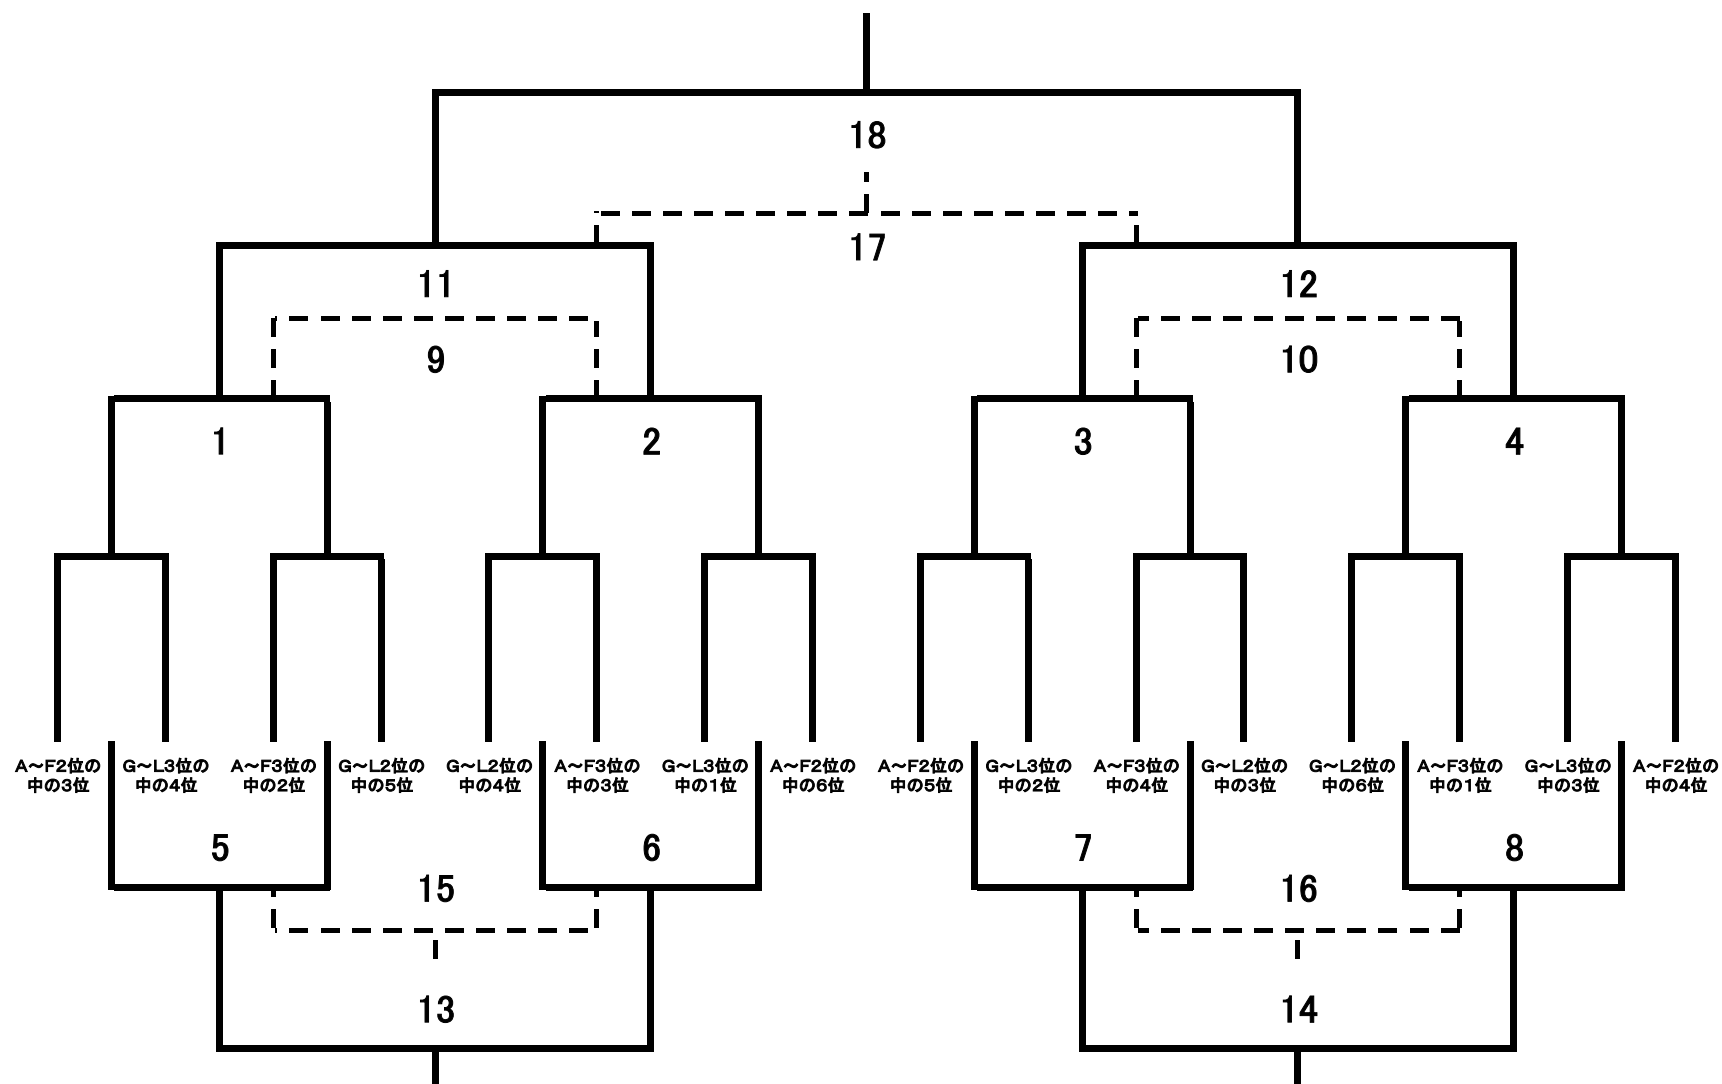 18
17
11
12
9
10
1
2
3
4
A～F2位の
中の3位
G～L3位の
中の4位
A～F3位の
中の2位
G～L2位の
中の5位
G～L2位の
中の4位
A～F3位の
中の3位
G～L3位の
中の1位
A～F2位の
中の6位
A～F2位の
中の5位
G～L3位の
中の2位
A～F3位の
中の4位
G～L2位の
中の3位
G～L2位の
中の6位
A～F3位の
中の1位
G～L3位の
中の3位
A～F2位の
中の4位
5
6
7
8
15
16
13
14